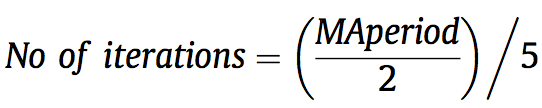 No of iterations = (MAperiod / 2) / 5